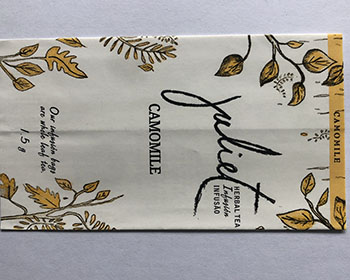 CAMOMILE
juliet
HERBAL TEA
Infusión
INFUSÃO
CAMOMILE
Our infusion bags
are whole leaf tea.
1.5g